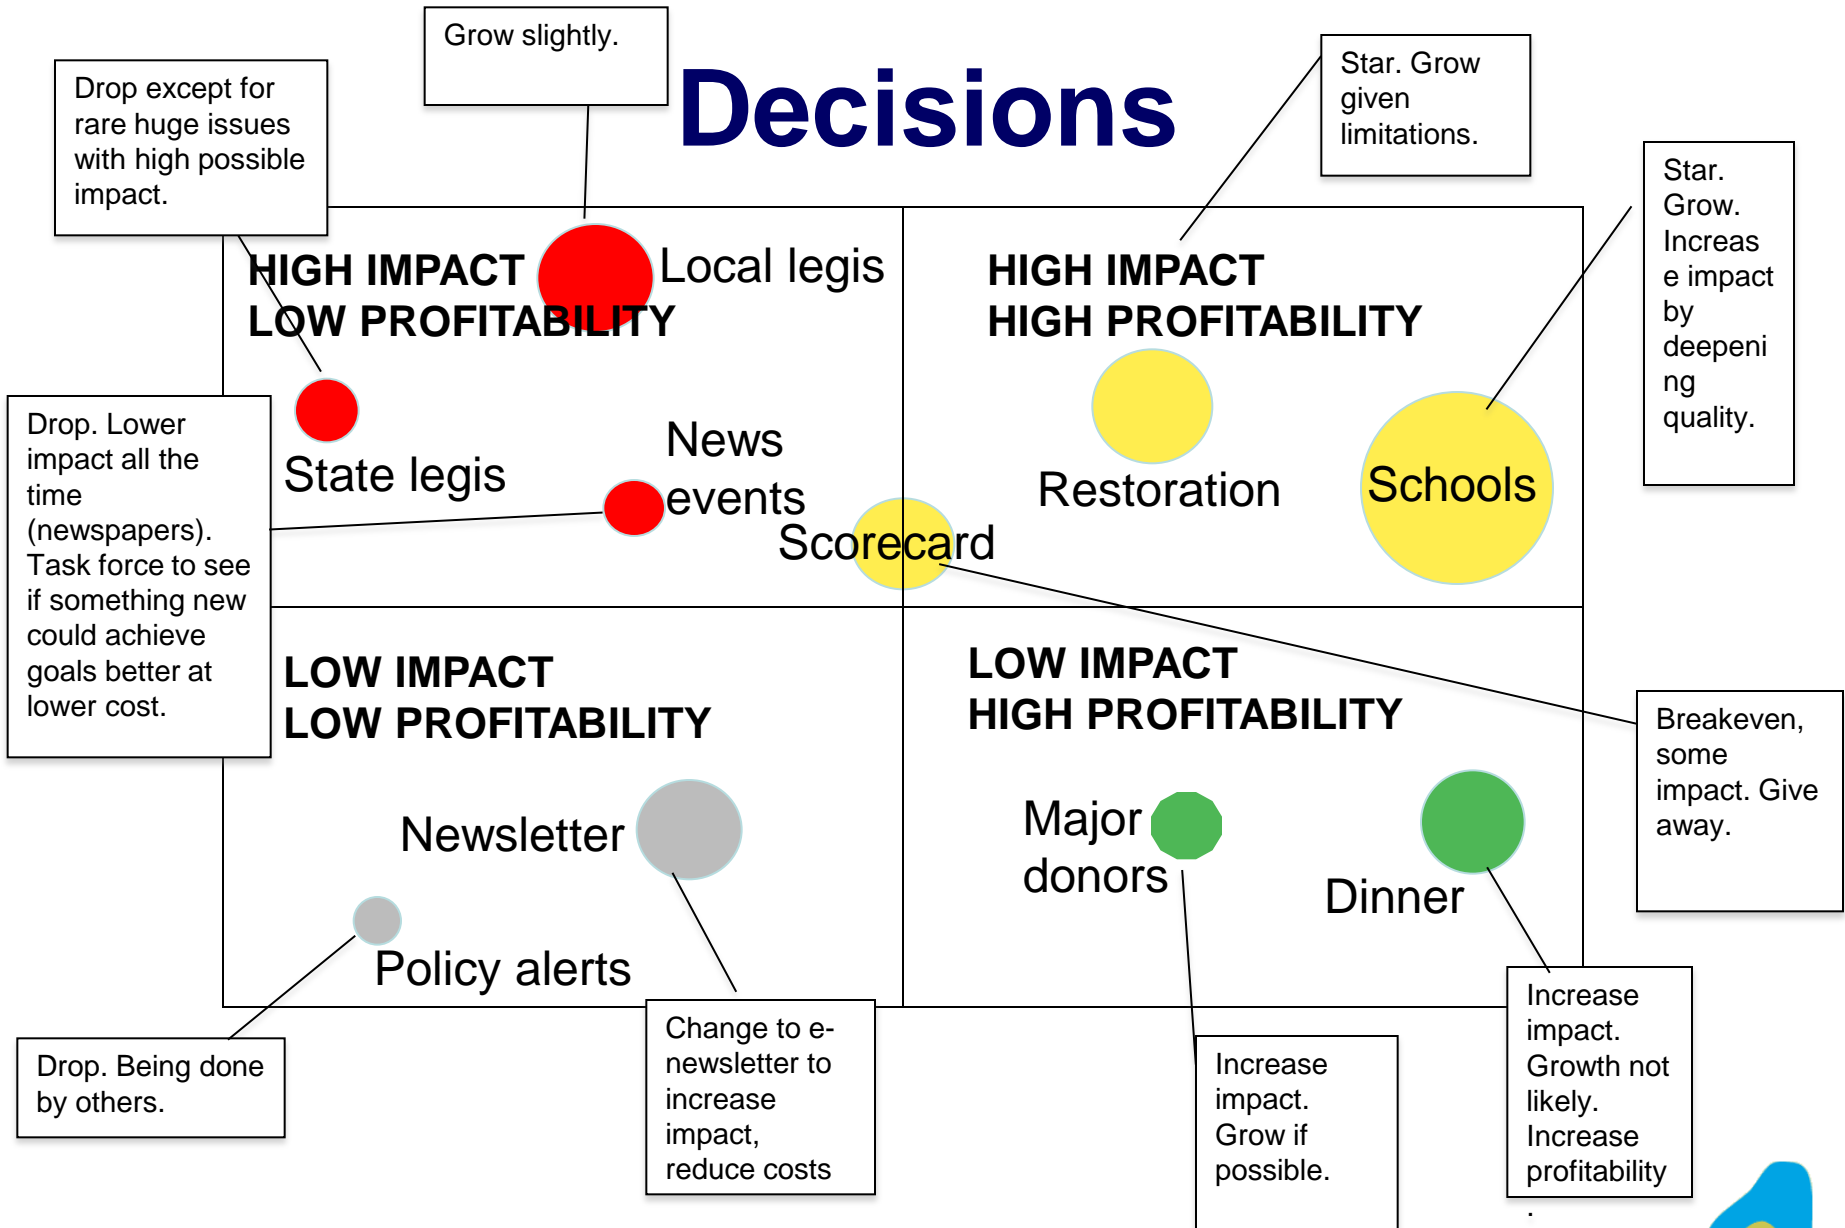 Grow slightly.
Decisions
Star. Grow
given
limitations.
Drop except for
rare huge issues
with high possible
impact.
Star.
Grow.
Increas
e impact
by
deepeni
ng
quality.
HIGH IMPACT
LOW PROFITABILITY
Local legis
HIGH IMPACT
HIGH PROFITABILITY
State legis
News
events
Scorecard
Restoration
Schools
Drop. Lower
impact all the
time
(newspapers).
Task force to see
if something new
could achieve
goals better at
lower cost.
LOW IMPACT
LOW PROFITABILITY
LOW IMPACT
HIGH PROFITABILITY
Breakeven,
some
impact. Give
away.
Newsletter
Policy alerts
Major
donors
Dinner
Drop. Being done
by others.
Change to e-
newsletter to
increase
impact,
reduce costs
Increase
impact.
Grow if
possible.
Increase
impact.
Growth not
likely.
Increase
profitability
.